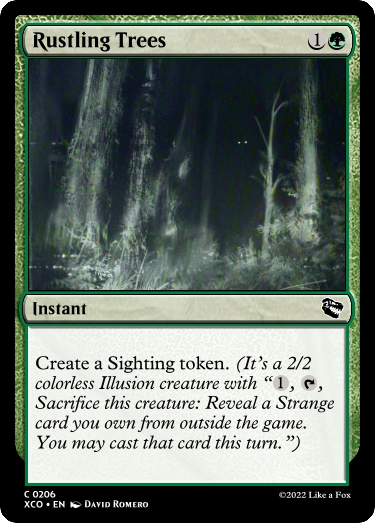 Rustling Trees 1
Instant
Create a Sighting token. (It's a 2/2
colorless Illusion creature with “1, ,
Sacrifice this creature: Reveal a Strange
card you own from outside the game.
You may cast that card this turn.”)
C 0206
XCO • EN David Romero
©2022 Like a Fox